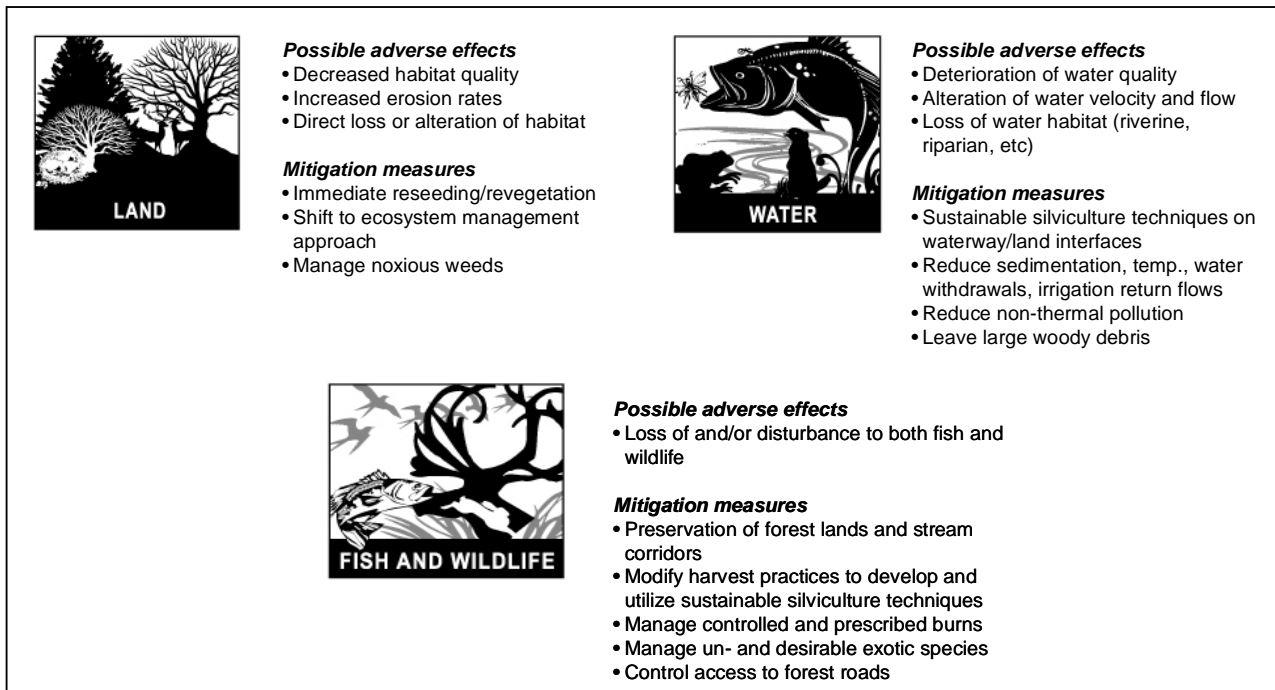 Possible adverse effects
• Decreased habitat quality
• Increased erosion rates
• Direct loss or alteration of habitat
Mitigation measures
• Immediate reseeding/revegetation
• Shift to ecosystem management
approach
• Manage noxious weeds
LAND
Possible adverse effects
• Deterioration of water quality
• Alteration of water velocity and flow
• Loss of water habitat (riverine,
riparian, etc)
Mitigation measures
• Sustainable silviculture techniques on
waterway/land interfaces
• Reduce sedimentation, temp., water
withdrawals, irrigation return flows
• Reduce non-thermal pollution
• Leave large woody debris
WATER
Possible adverse effects
• Loss of and/or disturbance to both fish and
wildlife
Mitigation measures
• Preservation of forest lands and stream
corridors
• Modify harvest practices to develop and
utilize sustainable silviculture techniques
• Manage controlled and prescribed burns
• Manage un- and desirable exotic species
• Control access to forest roads
FISH AND WILDLIFE